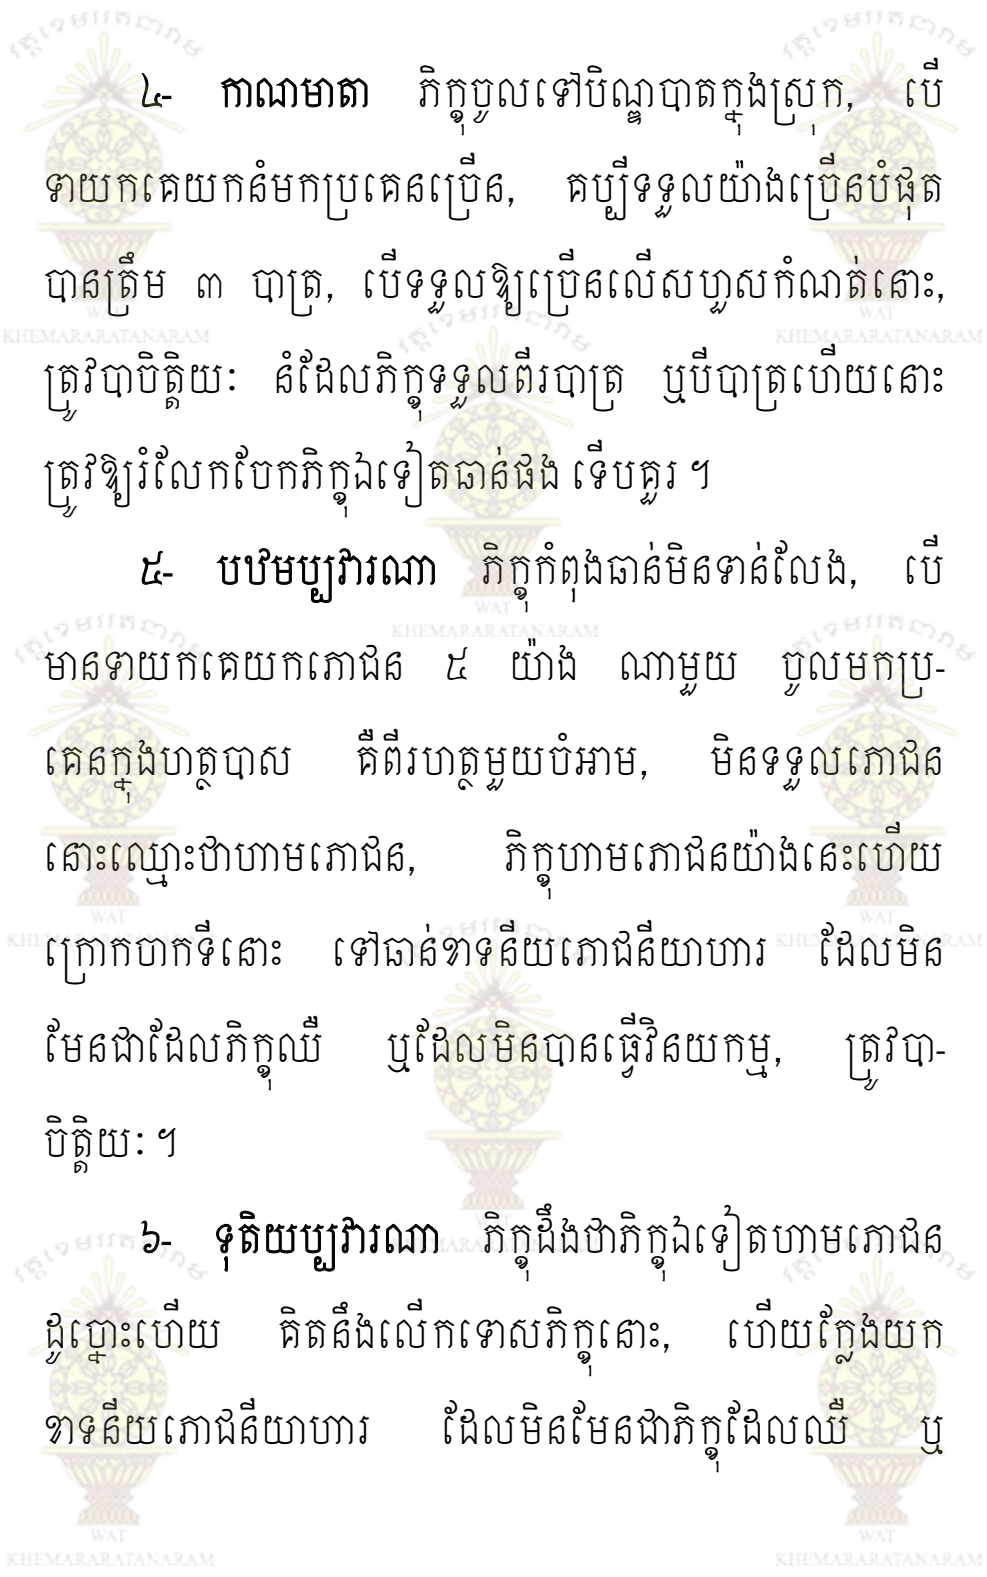 ៤- កាណមាតា ភិក្ខុចូលទៅបិណ្ឌបាតក្នុងស្រុក, បើ
ទាយកគេយកនំមកប្រគេនច្រើន, គប្បីទទួលយ៉ាងច្រើនបំផុត
បានត្រឹម ៣ បាត្រ, បើទទួលឱ្យច្រើនលើសហួសកំណត់នោះ,
ត្រូវបាចិត្តិយៈ នំដែលភិក្ខុទទួលពីរបាត្រ ឬបីបាត្រហើយនោះ
ត្រូវឱ្យរំលែកចែកភិក្ខុឯទៀតឆាន់ផង ទើបគួរ ។
៥- បឋមប្បវារណា ភិក្ខុកំពុងឆាន់មិនទាន់លែង, បើ
មានទាយកគេយកភោជន ៥ យ៉ាង ណាមួយ ចូលមកប្រ-
គេនក្នុងហត្ថបាស គឺពីរហត្ថមួយចំអាម, មិនទទួលភោជន
នោះឈ្មោះថាហាមភោជន, ភិក្ខុហាមភោជនយ៉ាងនេះហើយ
ក្រោកចាកទីនោះ ទៅឆាន់ខាទនីយភោជនីយាហារ ដែលមិន
មែនជាដែលភិក្ខុឈឺ ឬដែលមិនបានធ្វើវិនយកម្ម, ត្រូវបា-
ចិត្តិយៈ ។
៦- ទុតិយប្បវារណា ភិក្ខុដឹងថាភិក្ខុឯទៀតហាមភោជន
ដូច្នោះហើយ គិតនឹងលើកទោសភិក្ខុនោះ, ហើយក្លែងយក
ខាទនីយភោជនីយាហារ ដែលមិនមែនជាភិក្ខុដែលឈឺ ឬ
WAT
KHEMARARATANARAM